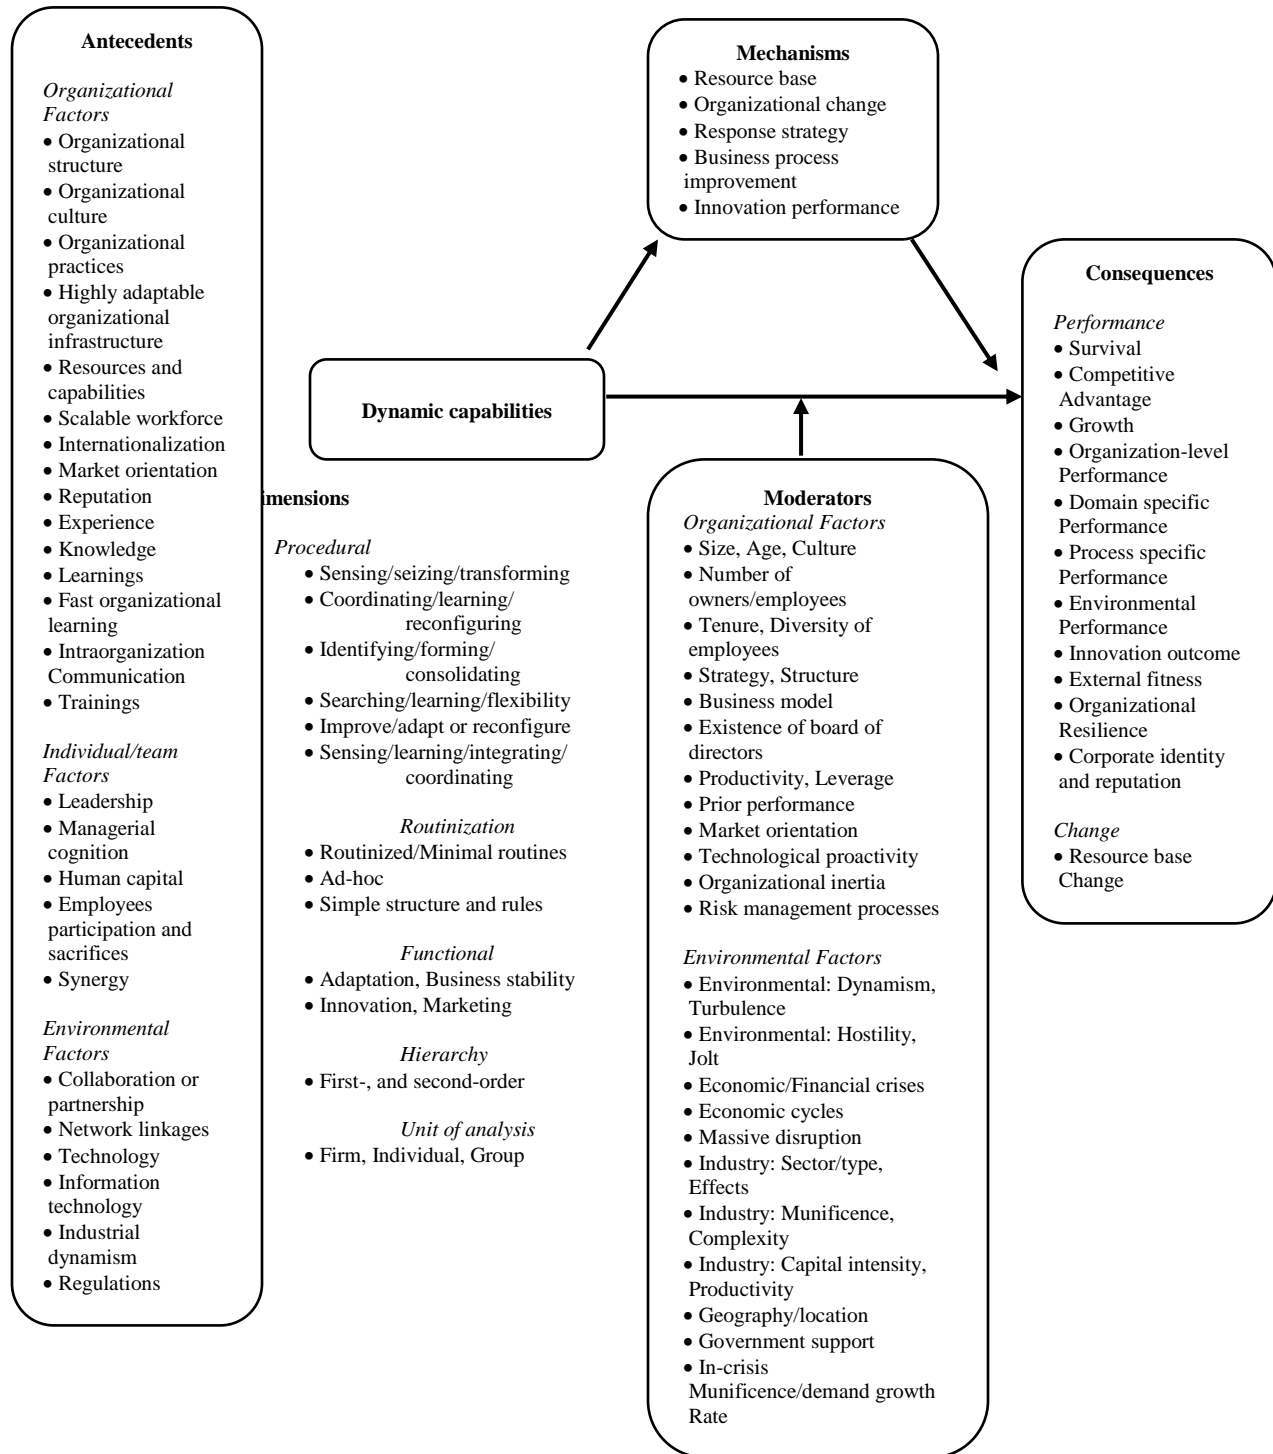 Antecedents
Organizational
Factors
• Organizational
structure
• Organizational
culture
• Organizational
practices
• Highly adaptable
organizational
infrastructure
• Resources and
capabilities
• Scalable workforce
• Internationalization
• Market orientation
• Reputation
• Experience
• Knowledge
• Learnings
• Fast organizational
learning
• Intraorganization
Communication
• Trainings
Individual/team
Factors
• Leadership
• Managerial
cognition
• Human capital
• Employees
participation and
sacrifices
• Synergy
Environmental
Factors
• Collaboration or
partnership
• Network linkages
• Technology
• Information
technology
• Industrial
dynamism
• Regulations
Dynamic capabilities
imensions
Procedural
• Sensing/seizing/transforming
• Coordinating/learning/
reconfiguring
• Identifying/forming/
consolidating
• Searching/learning/flexibility
• Improve/adapt or reconfigure
• Sensing/learning/integrating/
coordinating
Routinization
• Routinized/Minimal routines
• Ad-hoc
• Simple structure and rules
Functional
• Adaptation, Business stability
• Innovation, Marketing
Hierarchy
• First-, and second-order
Unit of analysis
• Firm, Individual, Group
Mechanisms
• Resource base
• Organizational change
• Response strategy
• Business process
improvement
• Innovation performance
Moderators
Organizational Factors
• Size, Age, Culture
• Number of
owners/employees
• Tenure, Diversity of
employees
• Strategy, Structure
• Business model
• Existence of board of
directors
• Productivity, Leverage
• Prior performance
• Market orientation
• Technological proactivity
• Organizational inertia
• Risk management processes
Environmental Factors
• Environmental: Dynamism,
Turbulence
• Environmental: Hostility,
Jolt
• Economic/Financial crises
• Economic cycles
• Massive disruption
• Industry: Sector/type,
Effects
• Industry: Munificence,
Complexity
• Industry: Capital intensity,
Productivity
• Geography/location
• Government support
• In-crisis
Munificence/demand growth
Rate
Consequences
Performance
• Survival
• Competitive
Advantage
• Growth
• Organization-level
Performance
• Domain specific
Performance
• Process specific
Performance
• Environmental
Performance
• Innovation outcome
• External fitness
• Organizational
Resilience
• Corporate identity
and reputation
Change
• Resource base
Change